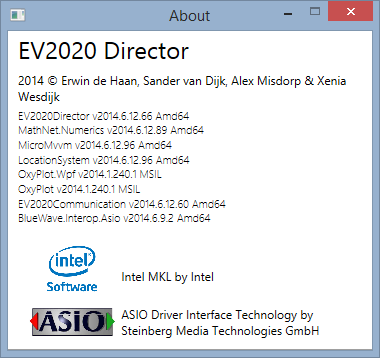 About
EV2020 Director
2014 © Erwin de Haan, Sander van Dijk, Alex Misdorp & Xenia
Wesdijk
EV2020Director v2014.6.12.66 Amd64
MathNet.Numerics v2014.6.12.89 Amd64
MicroMvvm v2014.6.12.96 Amd64
LocationSystem v2014.6.12.96 Amd64
OxyPlot.Wpf v2014.1.240.1 MSIL
OxyPlot v2014.1.240.1 MSIL
EV2020Communication v2014.6.12.60 Amd64
BlueWave.Interop.Asio v2014.6.9.2 Amd64
intel
Software
Intel MKL by Intel
ASIO
ASIO Driver Interface Technology by
Steinberg Media Technologies GmbH